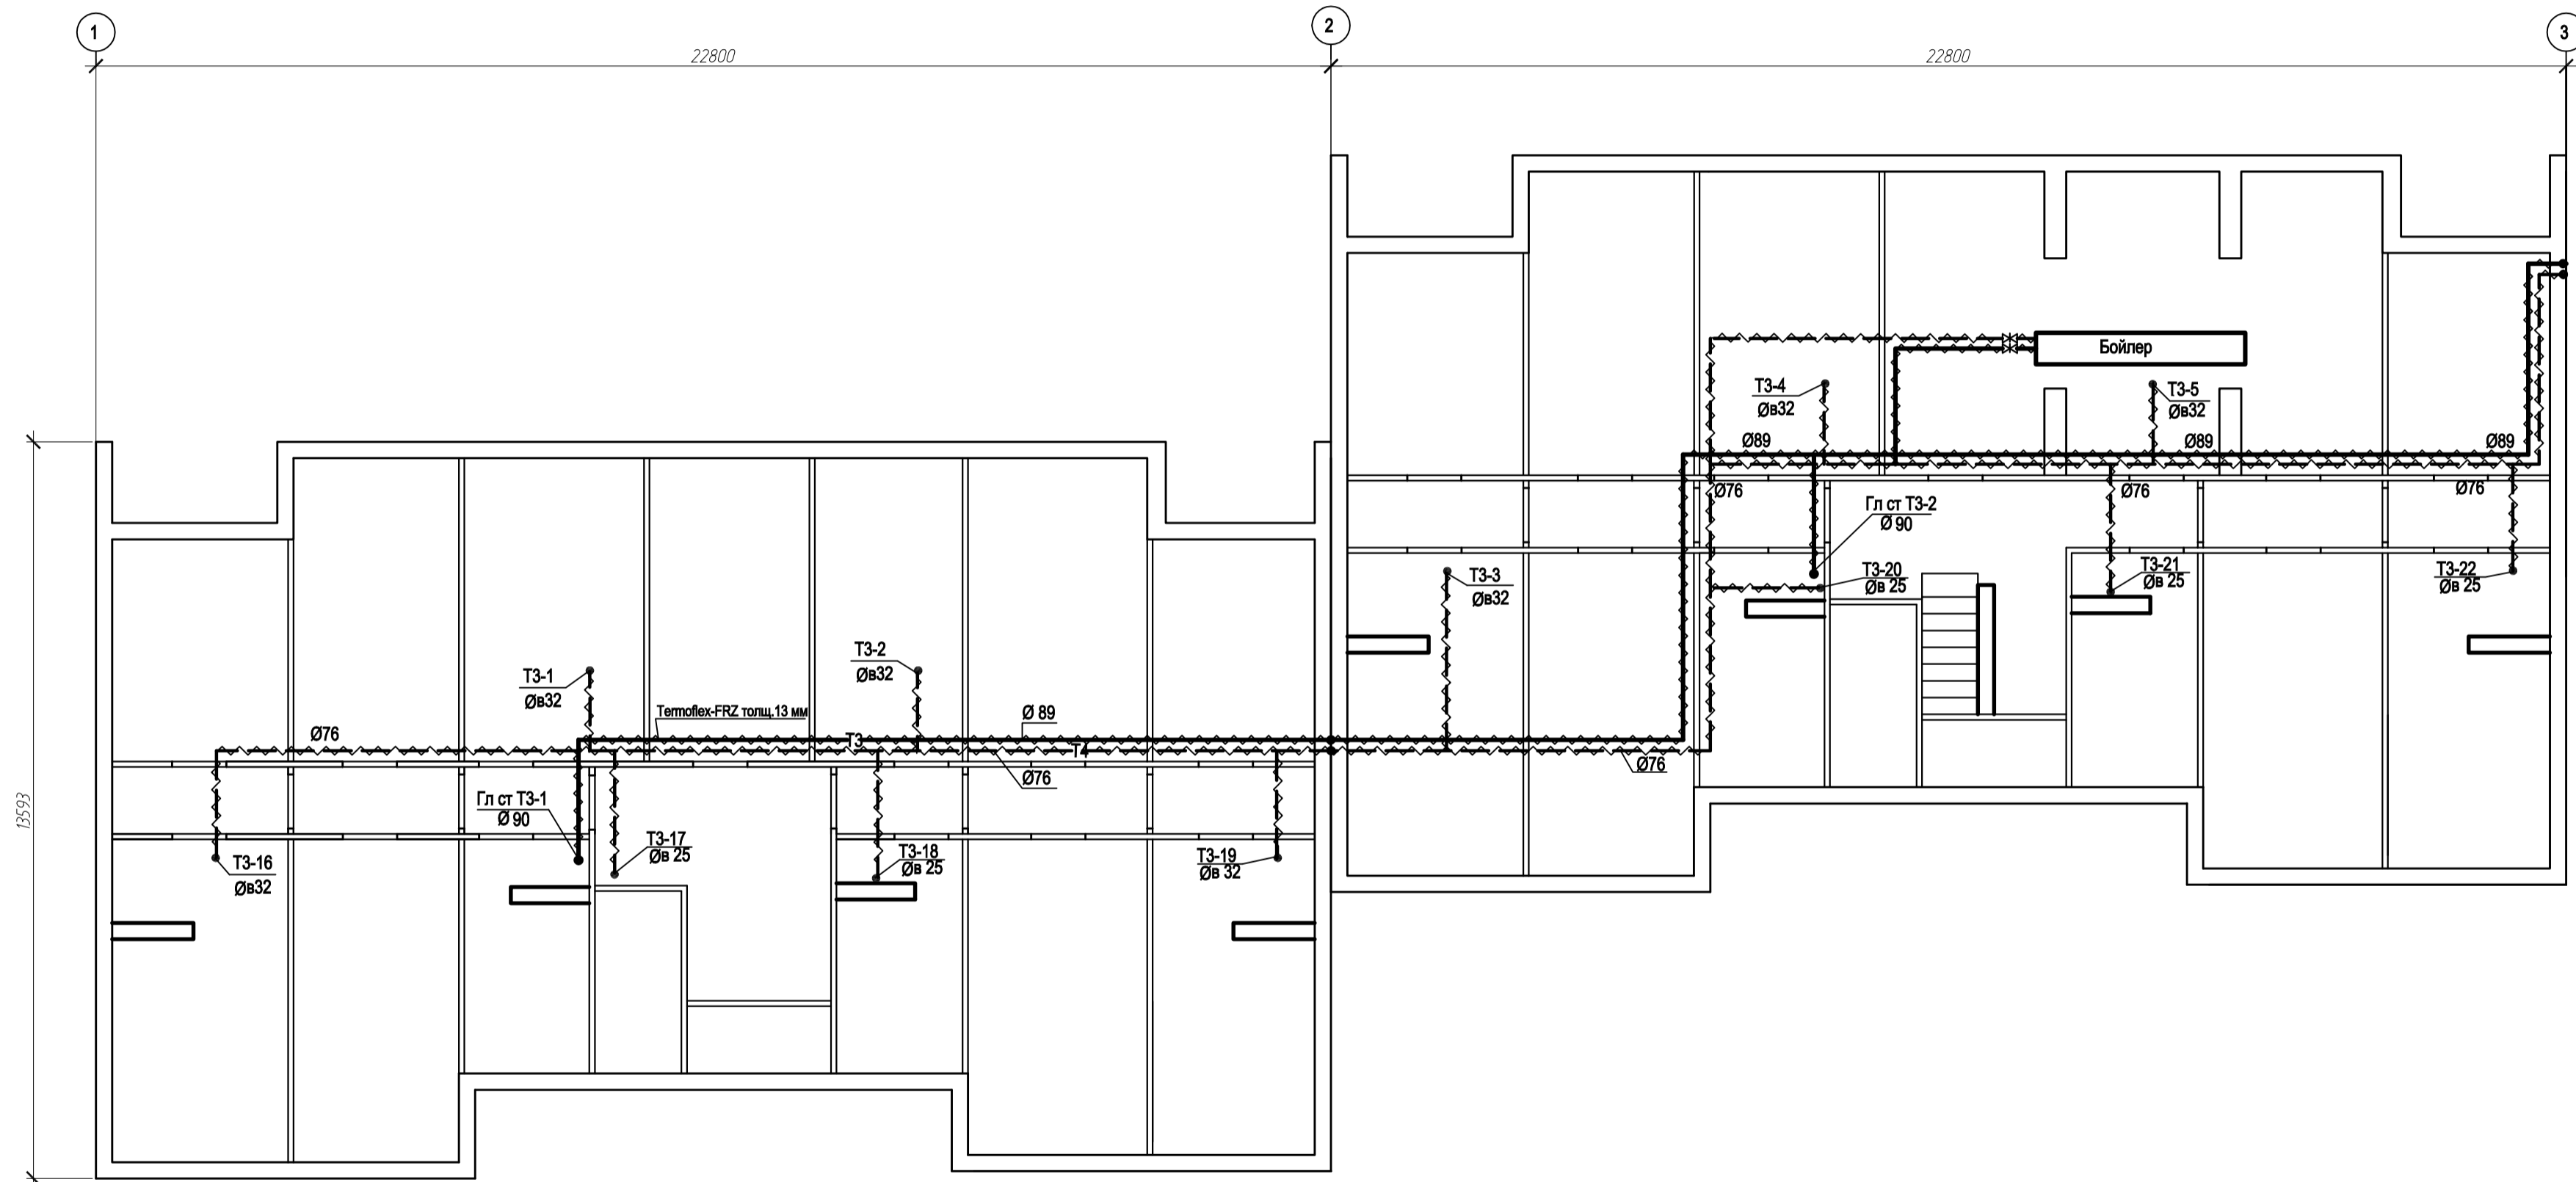 1
2
3
22800
22800
Бойлер
Т3-4
Øв32
Т3-5
Øв32
Ø89
Ø89
Ø89
Ø76
Ø76
Ø76
Гл ст Т3-2
Ø 90
Т3-3
Øв32
Т3-20
Øв 25
Т3-21
Øв 25
Т3-22
Øв 25
Т3-1
Øв32
Т3-2
Øв32
Termoflex-FRZ толщ.13 мм
Ø 89
Ø76
Т3
Т4
Ø76
Ø76
13593
Гл ст Т3-1
Ø 90
Т3-16
Øв32
Т3-17
Øв 25
Т3-18
Øв 25
Т3-19
Øв 32